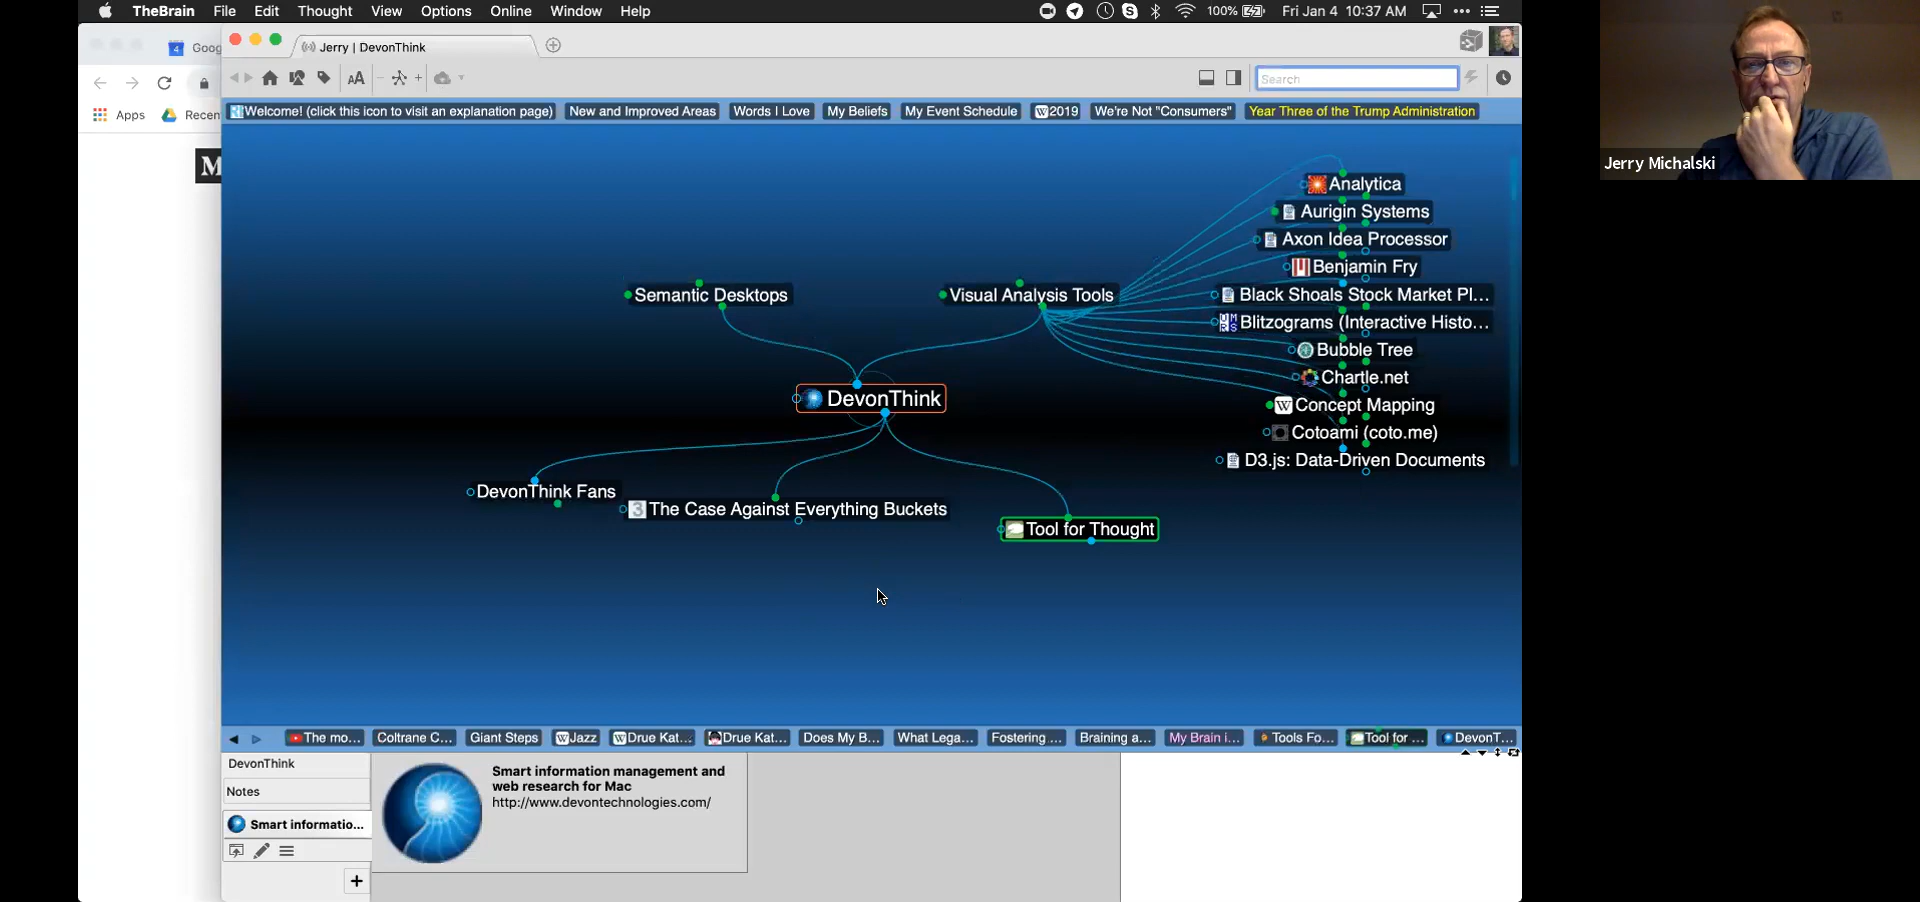 TheBrain File Edit Thought View Options Online Window Help
100% Fri Jan 4 10:37 AM
4 Goog
Jerry | DevonThink
AA
Search
Apps Recen
Welcome! (click this icon to visit an explanation page) New and Improved Areas Words I Love My Beliefs My Event Schedule 2019 We're Not "Consumers" Year Three of the Trump Administration
M
Jerry Michalski
Analytica
Aurigin Systems
Axon Idea Processor
Benjamin Fry
Semantic Desktops
Visual Analysis Tools
Black Shoals Stock Market Pl...
Blitzograms (Interactive Histo...
Bubble Tree
Chartle.net
DevonThink
Concept Mapping
Cotoami (coto.me)
D3.js: Data-Driven Documents
DevonThink Fans
The Case Against Everything Buckets
Tool for Thought
The mo... Coltrane C... Giant Steps Jazz Drue Kat... Drue Kat... Does My B... What Lega... Fostering ... Braining a... My Brain i... Tools Fo... Tool for ... DevonT...
DevonThink
Notes
Smart informatio...
Smart information management and
web research for Mac
http://www.devontechnologies.com/